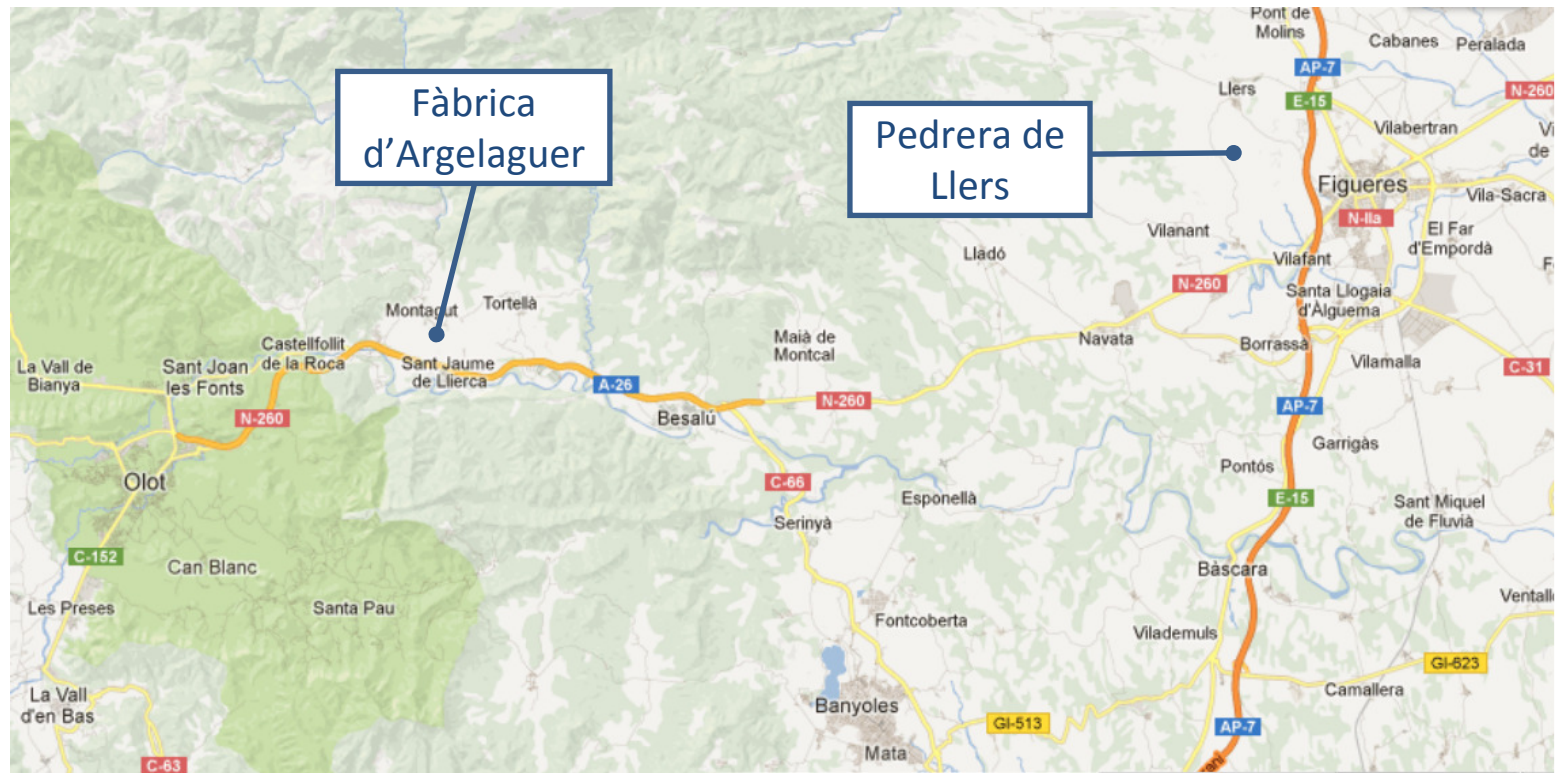 Pont de
Molins
Cabanes
Peralada
AP-7
Fàbrica
d'Argelaguer
Llers
N-260
E-15
Pedrera de
Llers
Vilabertran
Vi
de
Figueres
Vila-Sacra
N-IIa
Vilanant
El Far
d'Empordà
Lladó
Vilafant
F
N-260
Santa Llogaia
d'Àlguema
Montagut
Tortellà
Castellfollit
de la Roca
Maià de
Montcal
Navata
Borrassà
La Vall de
Bianya
Sant Joan
les Fonts
Sant Jaume
de Llierca
Vilamalla
C-31
A-26
N-260
AP-7
N-260
Besalú
Garrigàs
Pontós
Olot
C-66
Esponellà
E-15
Sant Miquel
de Fluvià
Serinyà
C-152
Can Blanc
Bàscara
Les Preses
Santa Pau
Ventall
Fontcoberta
Vilademuls
GI-623
La Vall
d'en Bas
Camallera
Banyoles
GI-513
AP-7
Mata
C-63